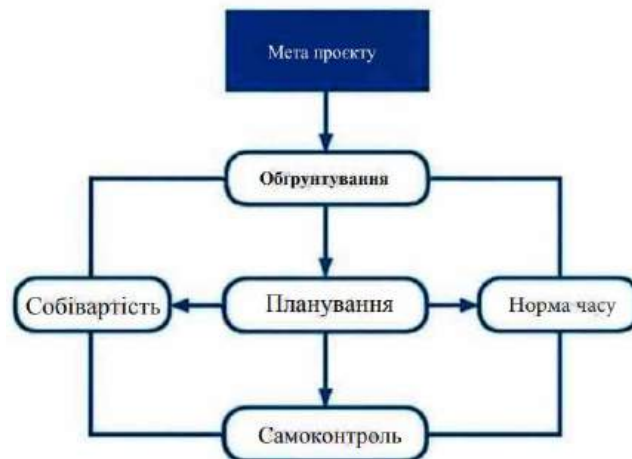 Мета проєкту
Обґрунтування
Собівартість
Планування
Норма часу
Самоконтроль